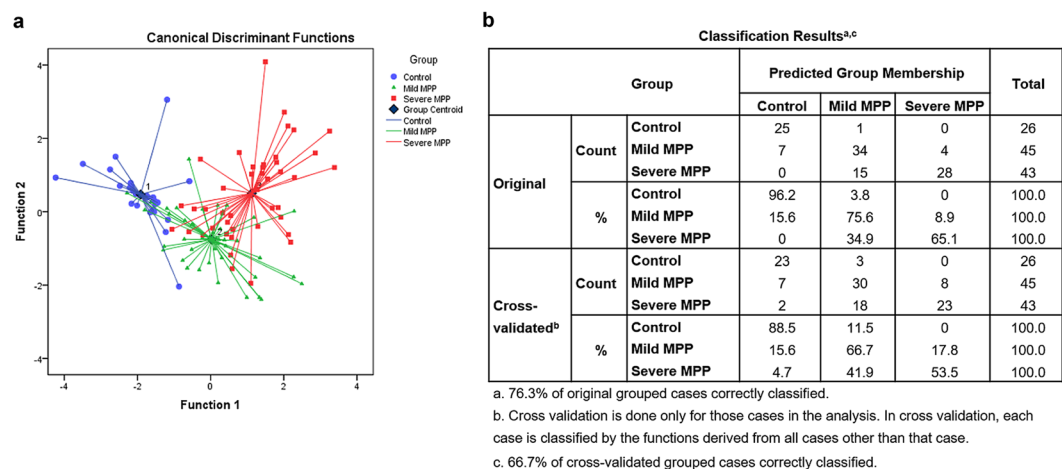 a
Canonical Discriminant Functions
Group
Control
Mild MPP
Severe MPP
Group Centroid
Control
Mild MPP
Severe MPP
4
2
0
-2
-4
Function 2
1
2
-4
-2
0
2
4
Function 1
b
Classification Resultsᵃ,ᶜ
Group Predicted Group Membership Total
Control Mild MPP Severe MPP
Original Count Control 25 1 0 26
Mild MPP 7 34 4 45
Severe MPP 0 15 28 43
% Control 96.2 3.8 0 100.0
Mild MPP 15.6 75.6 8.9 100.0
Severe MPP 0 34.9 65.1 100.0
Cross-validatedᵇ Count Control 23 3 0 26
Mild MPP 7 30 8 45
Severe MPP 2 18 23 43
% Control 88.5 11.5 0 100.0
Mild MPP 15.6 66.7 17.8 100.0
Severe MPP 4.7 41.9 53.5 100.0
a. 76.3% of original grouped cases correctly classified.
b. Cross validation is done only for those cases in the analysis. In cross validation, each
case is classified by the functions derived from all cases other than that case.
c. 66.7% of cross-validated grouped cases correctly classified.